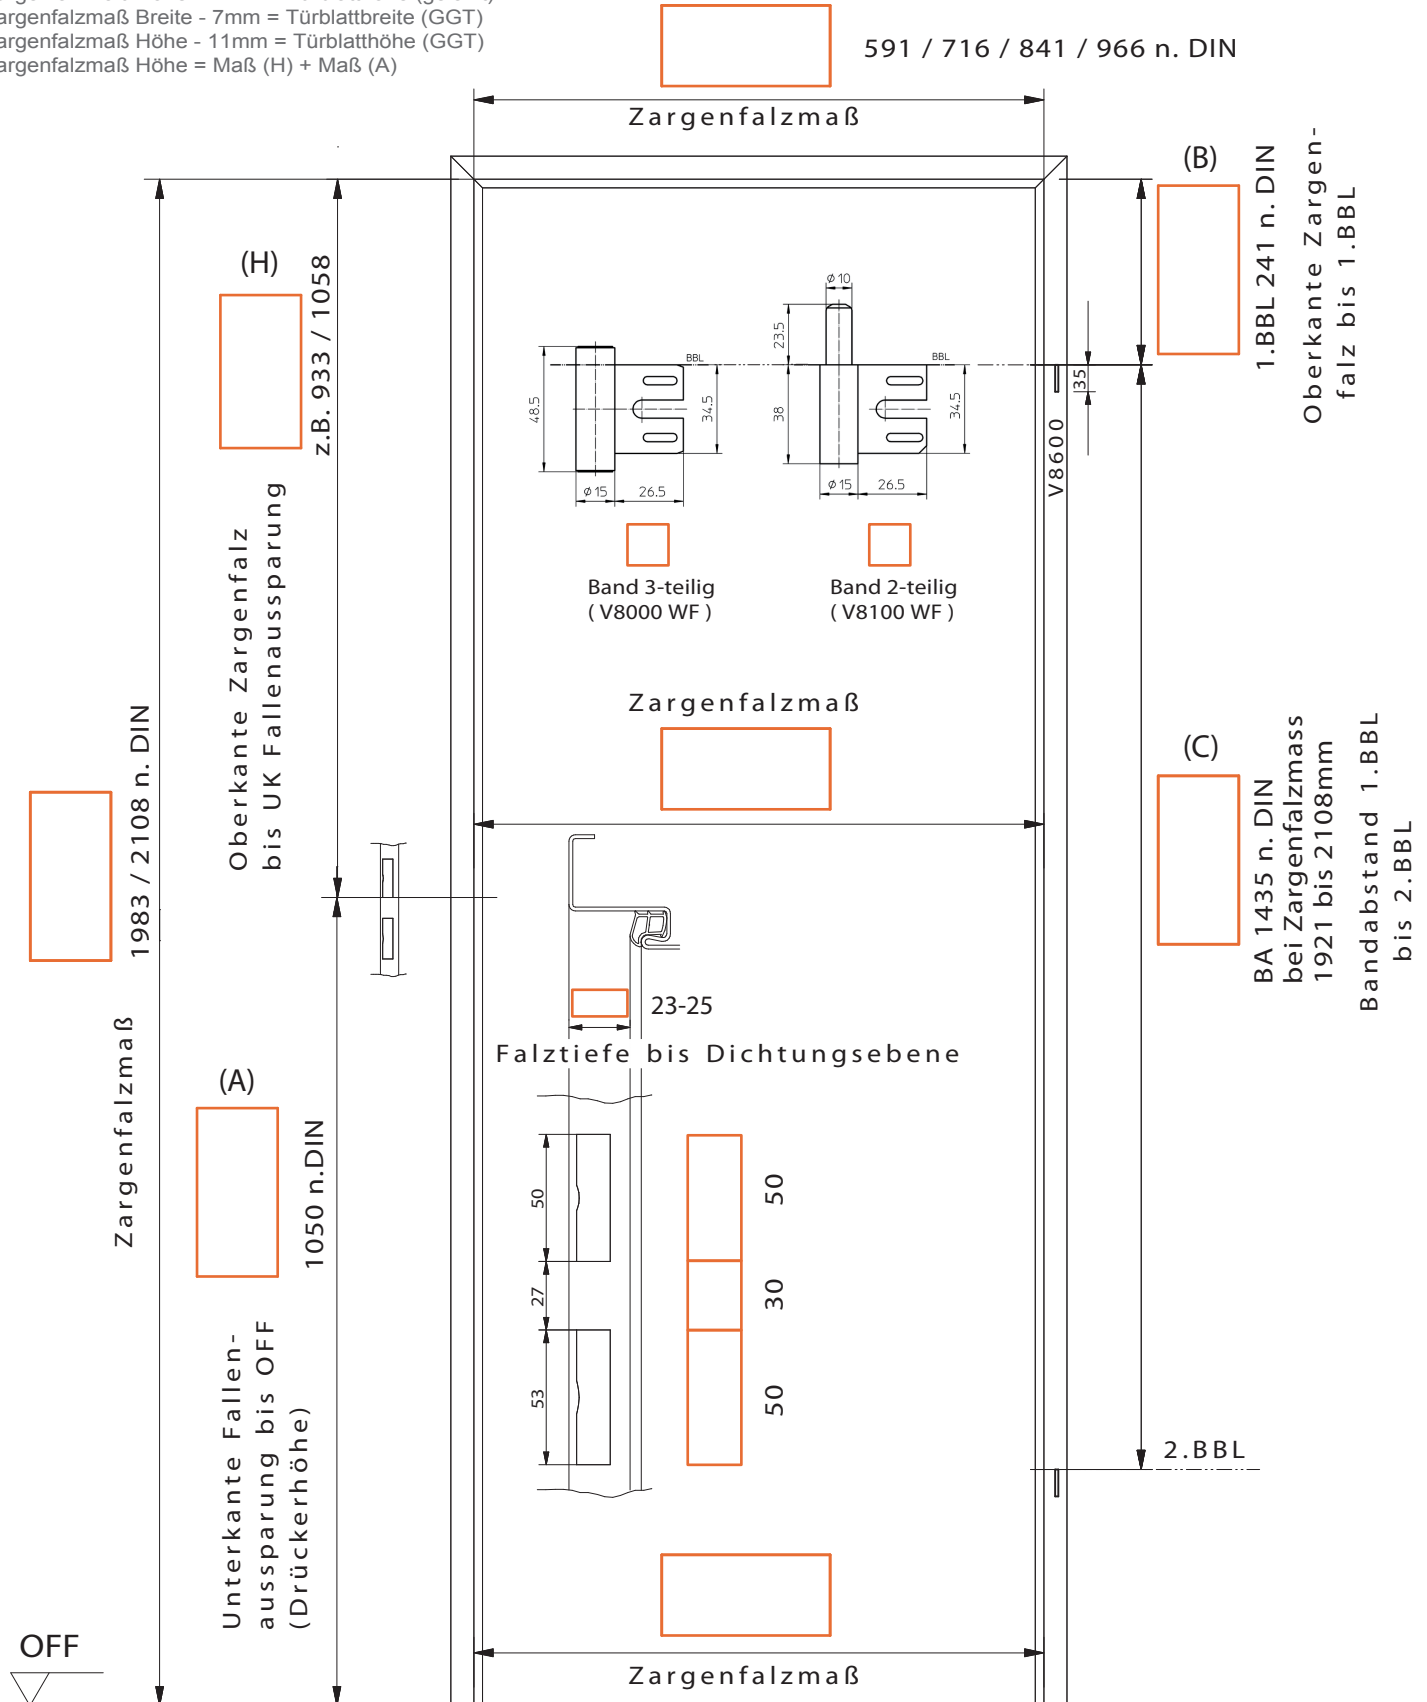 argenfalzmaß Breite - 7mm = Türblattbreite (GGT)
argenfalzmaß Höhe - 11mm = Türblatthöhe (GGT)
argenfalzmaß Höhe = Maß (H) + Maß (A)
591 / 716 / 841 / 966 n. DIN
Zargenfalzmaß
(B)
1.BBL 241 n. DIN
Oberkante Zargen-
falz bis 1.BBL
(H)
z.B. 933 / 1058
Oberkante Zargenfalz
bis UK Fallenaussparung
ø10
23.5
BBL
BBL
48.5
34.5
38
34.5
ø15
26.5
ø15
26.5
35
V8600
Band 3-teilig
( V8000 WF )
Band 2-teilig
( V8100 WF )
Zargenfalzmaß
1983 / 2108 n. DIN
Zargenfalzmaß
(C)
BA 1435 n. DIN
bei Zargenfalzmass
1921 bis 2108mm
Bandabstand 1.BBL
bis 2.BBL
23-25
Falztiefe bis Dichtungsebene
(A)
1050 n.DIN
Unterkante Fallen-
aussparung bis OFF
(Drückerhöhe)
50
27
53
50
30
50
2.BBL
OFF
Zargenfalzmaß